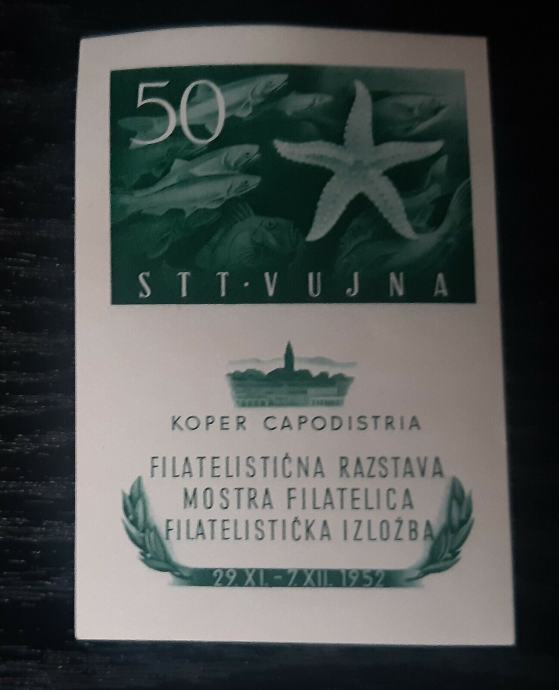 50
STT·VUJNA
KOPER CAPODISTRIA
FILATELISTIČNA RAZSTAVA
MOSTRA FILATELICA
FILATELISTIČKA IZLOŽBA
29.XI.-7.XII.1952